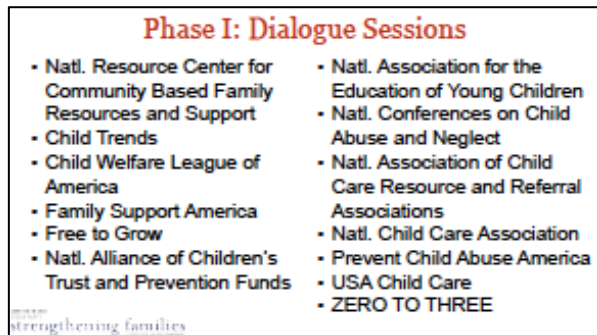 Phase I: Dialogue Sessions
• Natl. Resource Center for
Community Based Family
Resources and Support
• Child Trends
• Child Welfare League of
America
• Family Support America
• Free to Grow
• Natl. Alliance of Children's
Trust and Prevention Funds
• Natl. Association for the
Education of Young Children
• Natl. Conferences on Child
Abuse and Neglect
• Natl. Association of Child
Care Resource and Referral
Associations
• Natl. Child Care Association
• Prevent Child Abuse America
• USA Child Care
• ZERO TO THREE
strengthening families